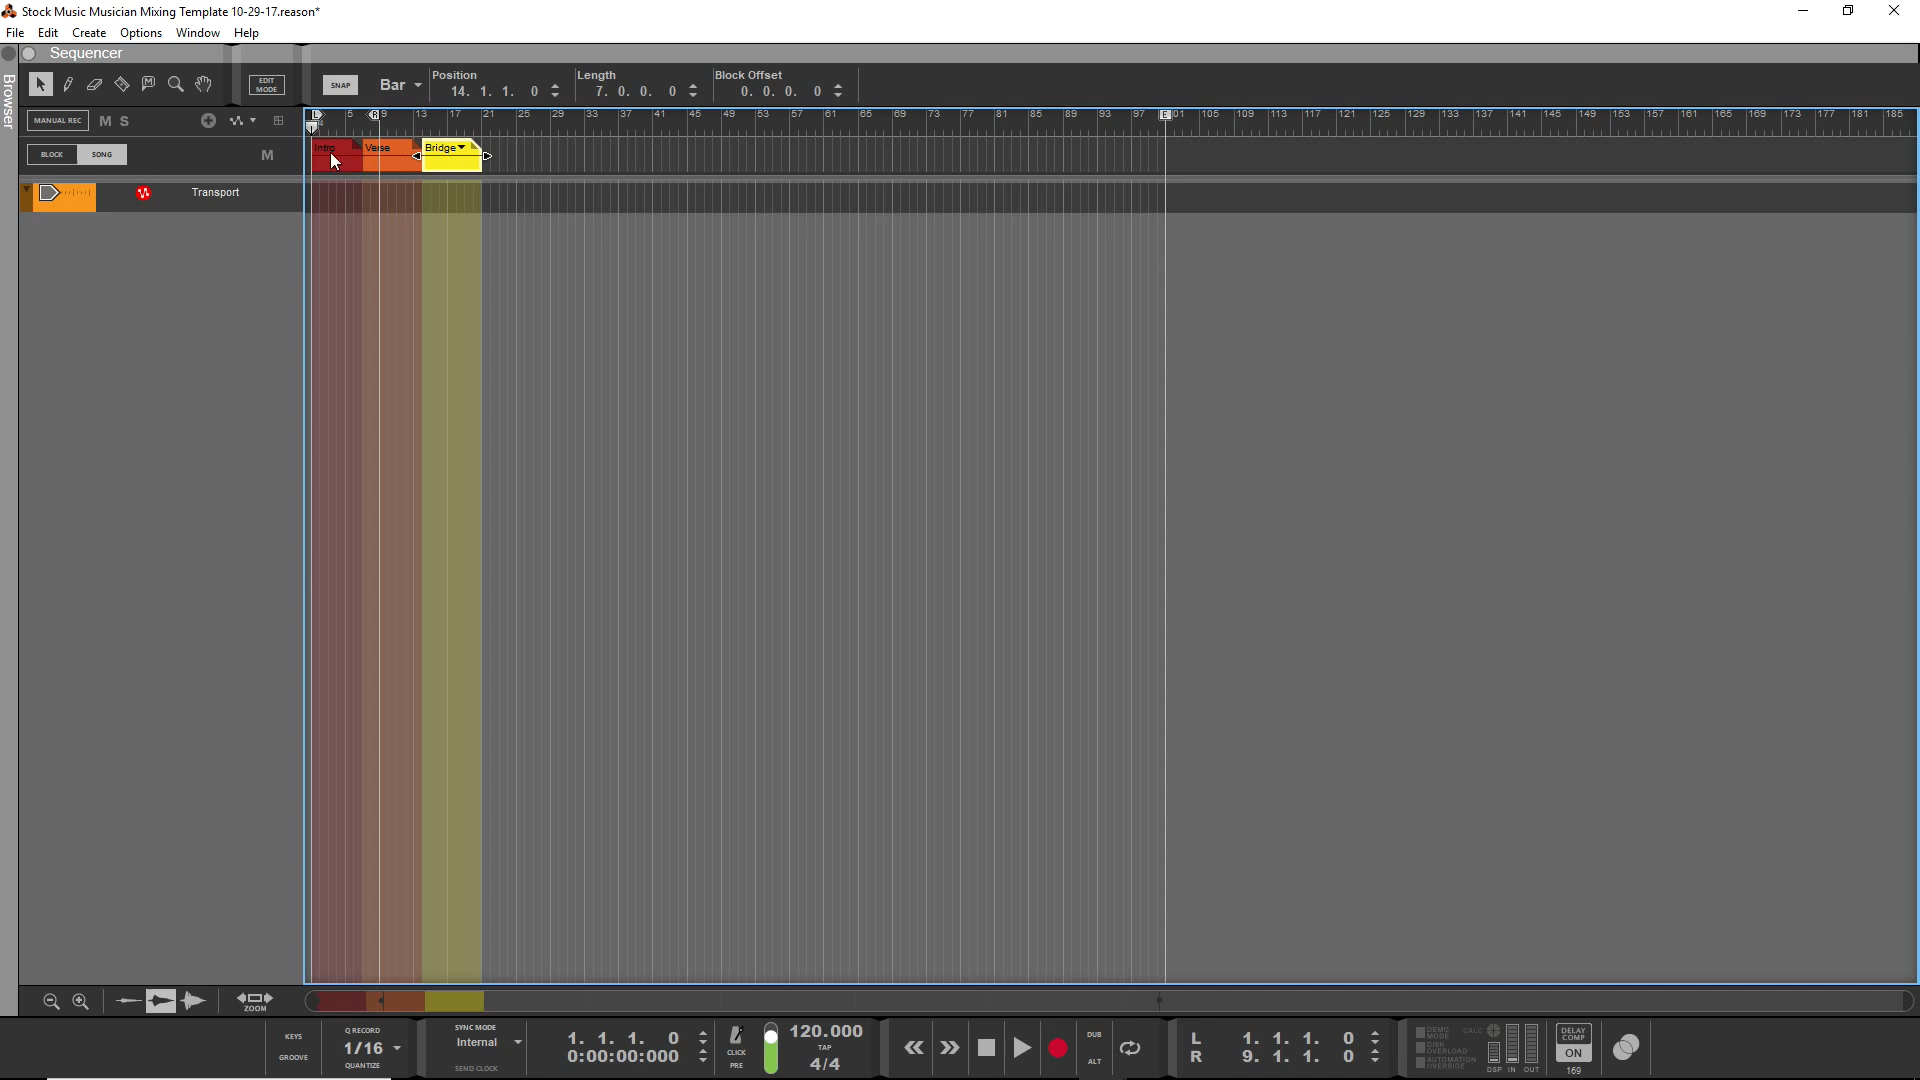 Stock Music Musician Mixing Template 10-29-17.reason*
File Edit Create Options Window Help
Sequencer
Browser
EDIT MODE
SNAP
Bar
Position
14. 1. 1. 0
Length
7. 0. 0. 0
Block Offset
0. 0. 0. 0
MANUAL REC M S
L 5 R 9 13 17 21 25 29 33 37 41 45 49 53 57 61 65 69 73 77 81 85 89 93 97 E 101 105 109 113 117 121 125 129 133 137 141 145 149 153 157 161 165 169 173 177 181 185
BLOCK SONG M
Intro Verse Bridge
Transport
ZOOM
KEYS
GROOVE
Q RECORD
1/16
QUANTIZE
SYNC MODE
Internal
SEND CLOCK
1. 1. 1. 0
0:00:00:000
CLICK
PRE
120.000
TAP
4/4
DUB
ALT
L 1. 1. 1. 0
R 9. 1. 1. 0
DEMO MODE
DISK OVERLOAD
AUTOMATION OVERRIDE
CALC
DSP IN OUT
DELAY COMP
ON
169